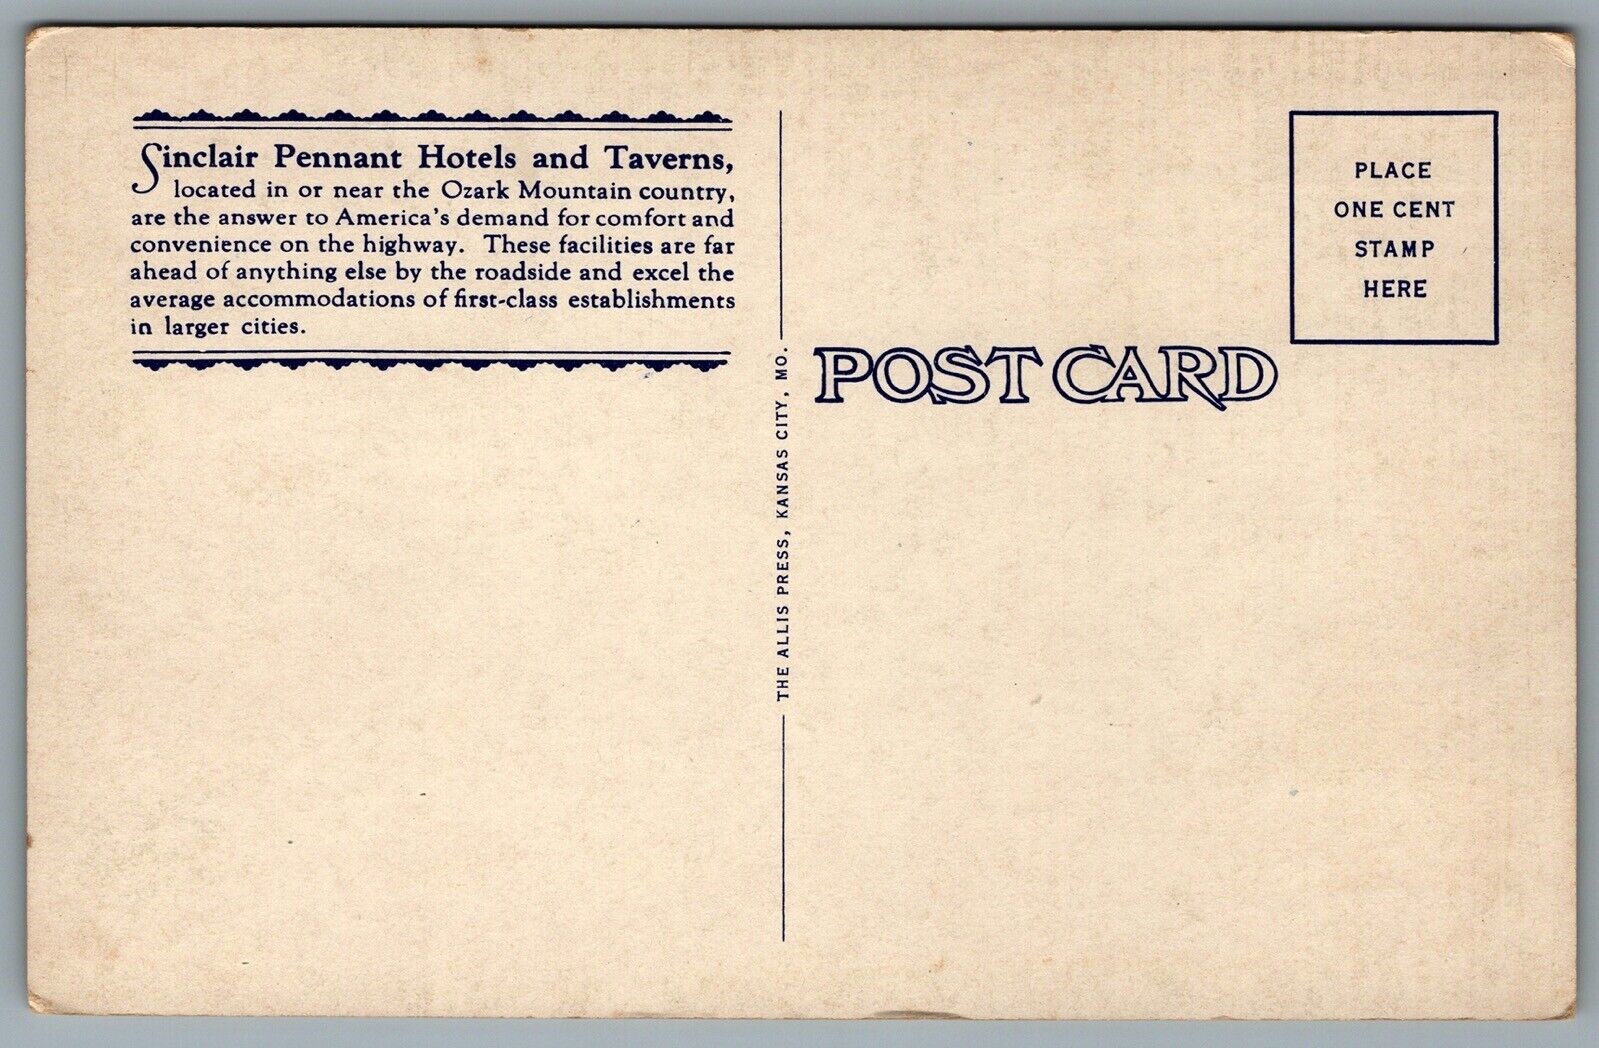 Sinclair Pennant Hotels and Taverns,
located in or near the Ozark Mountain country,
are the answer to America's demand for comfort and
convenience on the highway. These facilities are far
ahead of anything else by the roadside and excel the
average accommodations of first-class establishments
in larger cities.
THE ALLIS PRESS, KANSAS CITY, MO.
POST CARD
PLACE
ONE CENT
STAMP
HERE